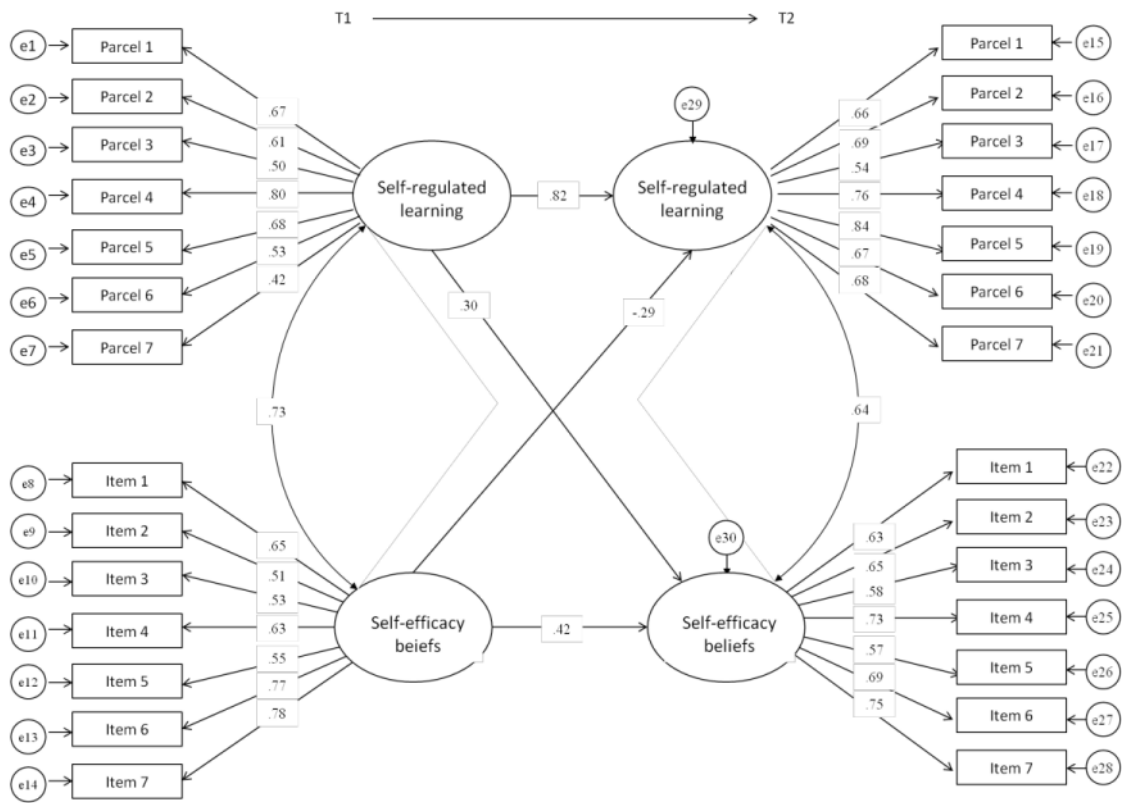 T1
T2
e1
Parcel 1
e2
Parcel 2
e3
Parcel 3
e4
Parcel 4
e5
Parcel 5
e6
Parcel 6
e7
Parcel 7
.67
.61
.50
.80
.68
.53
.42
Self-regulated
learning
.82
e29
Self-regulated
learning
.66
.69
.54
.76
.84
.67
.68
Parcel 1
e15
Parcel 2
e16
Parcel 3
e17
Parcel 4
e18
Parcel 5
e19
Parcel 6
e20
Parcel 7
e21
.30
-.29
.73
.64
e8
Item 1
e9
Item 2
e10
Item 3
e11
Item 4
e12
Item 5
e13
Item 6
e14
Item 7
.65
.51
.53
.63
.55
.77
.78
Self-efficacy
beiefs
.42
e30
Self-efficacy
beliefs
.63
.65
.58
.73
.57
.69
.75
Item 1
e22
Item 2
e23
Item 3
e24
Item 4
e25
Item 5
e26
Item 6
e27
Item 7
e28